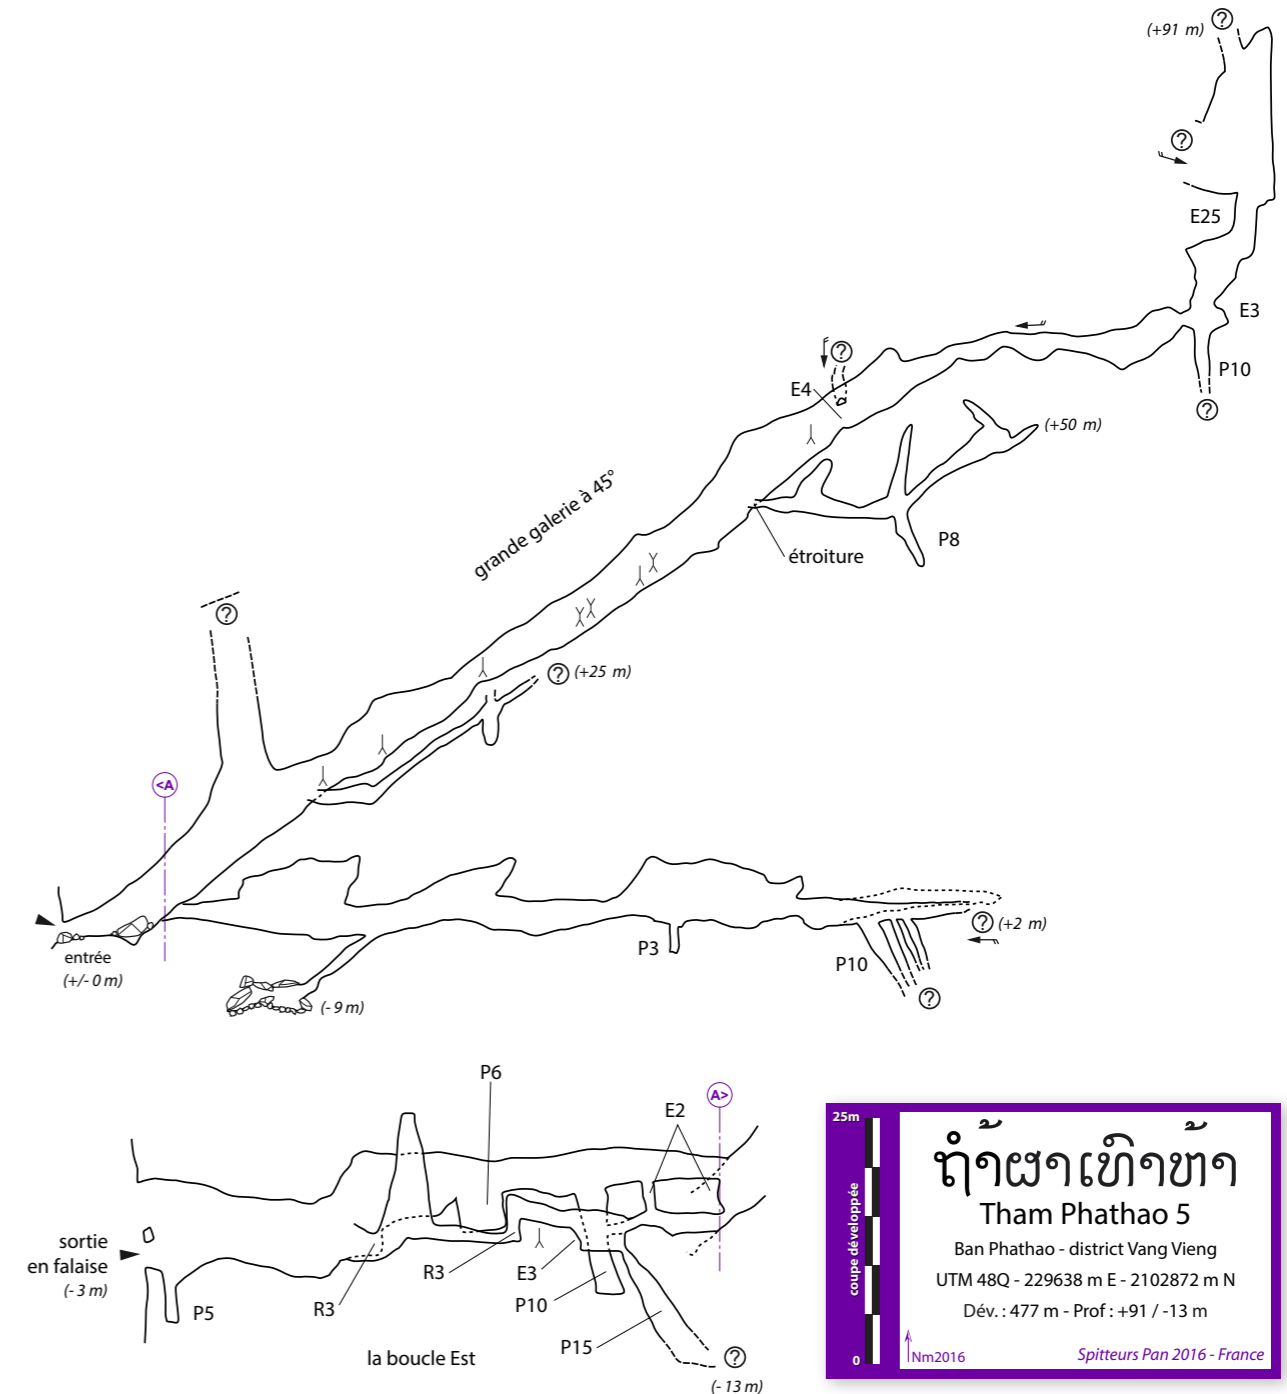 (+91 m) ?
?
E25
E3
P10
?
?
E4
(+50 m)
grande galerie à 45°
P8
étroiture
?
? (+25 m)
<A
entrée
(+/- 0 m)
P3
? (+2 m)
P10
?
(- 9 m)
P6
A>
E2
sortie
en falaise
(- 3 m)
P5
R3
R3
E3
P10
P15
la boucle Est
?
(- 13 m)
25m
coupe développée
0
ຖ້ຳຜາເທົາຫ້າ
Tham Phathao 5
Ban Phathao - district Vang Vieng
UTM 48Q - 229638 m E - 2102872 m N
Dév. : 477 m - Prof : +91 / -13 m
Nm2016
Spitteurs Pan 2016 - France